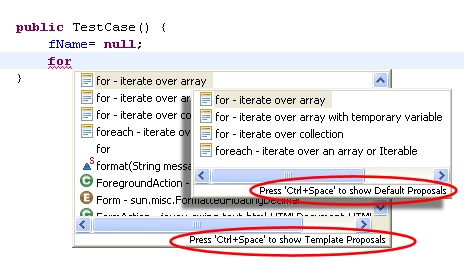 public TestCase() {
fName= null;
for
}
for - iterate over array
for - iterate over ar
for - iterate over co
foreach - iterate ov
for
format(String messa
ForegroundAction -
Form - sun.misc.FormattedFloatingDecimal
Press 'Ctrl+Space' to show Template Proposals
for - iterate over array
for - iterate over array with temporary variable
for - iterate over collection
foreach - iterate over an array or Iterable
Press 'Ctrl+Space' to show Default Proposals